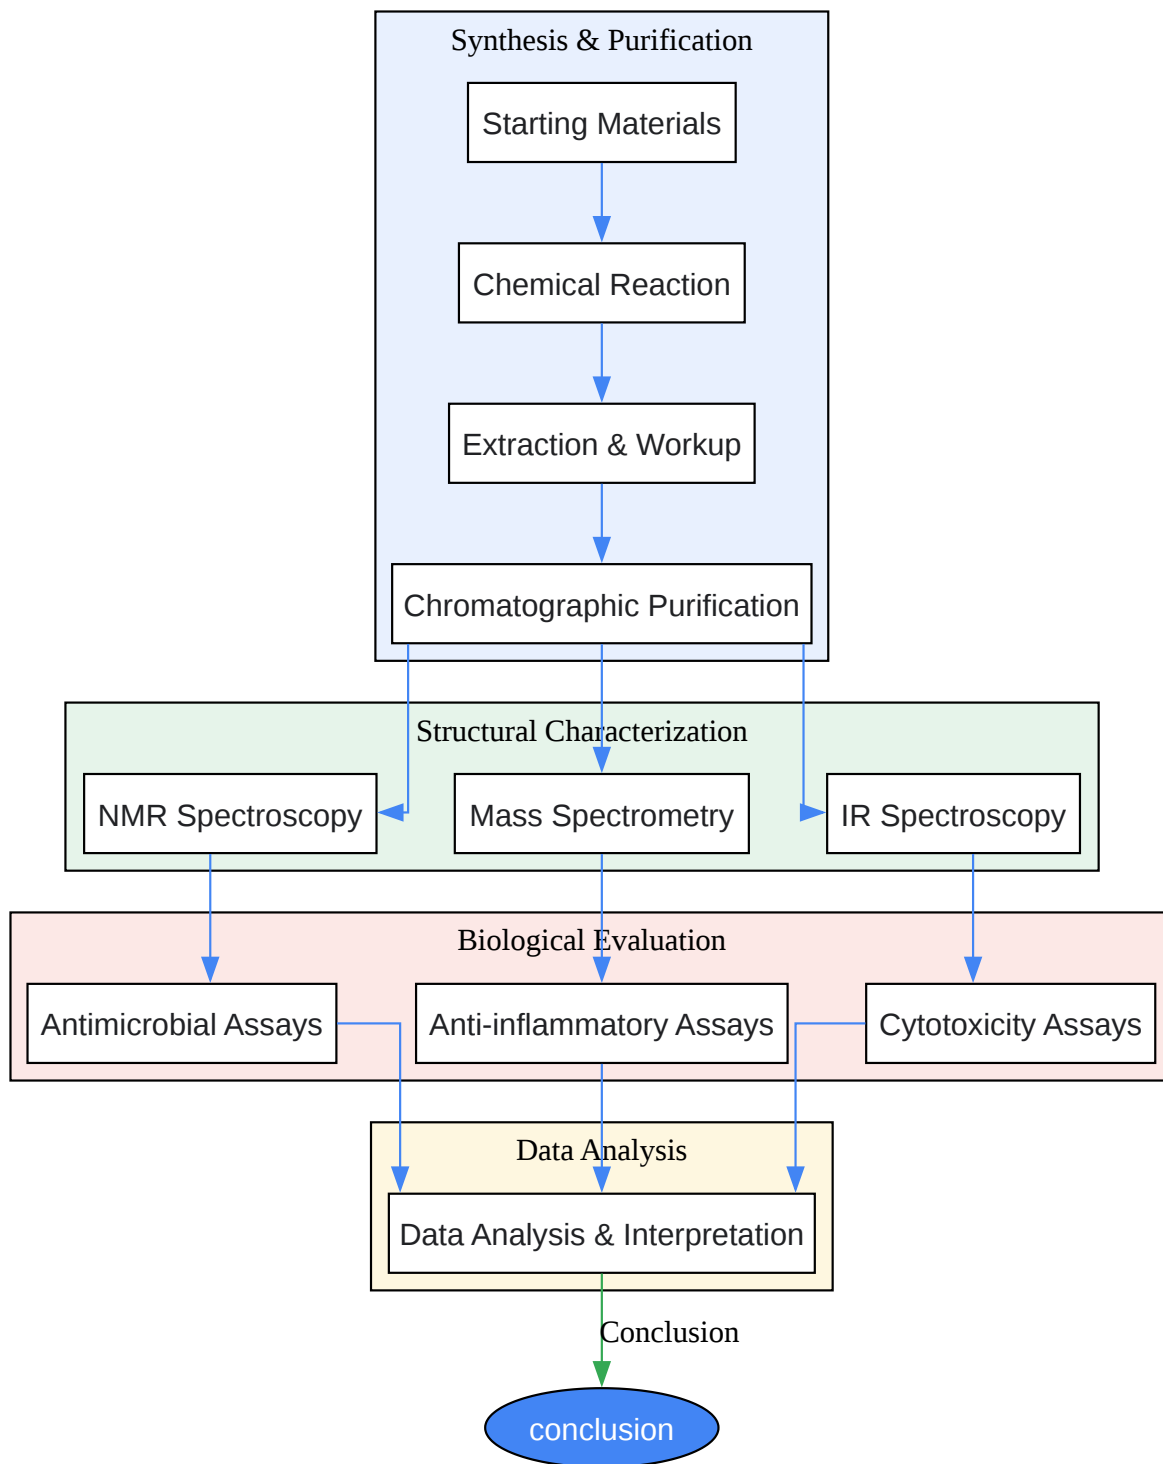 Synthesis & Purification
Starting Materials
Chemical Reaction
Extraction & Workup
Chromatographic Purification
Structural Characterization
NMR Spectroscopy
Mass Spectrometry
IR Spectroscopy
Biological Evaluation
Antimicrobial Assays
Anti-inflammatory Assays
Cytotoxicity Assays
Data Analysis
Data Analysis & Interpretation
Conclusion
conclusion